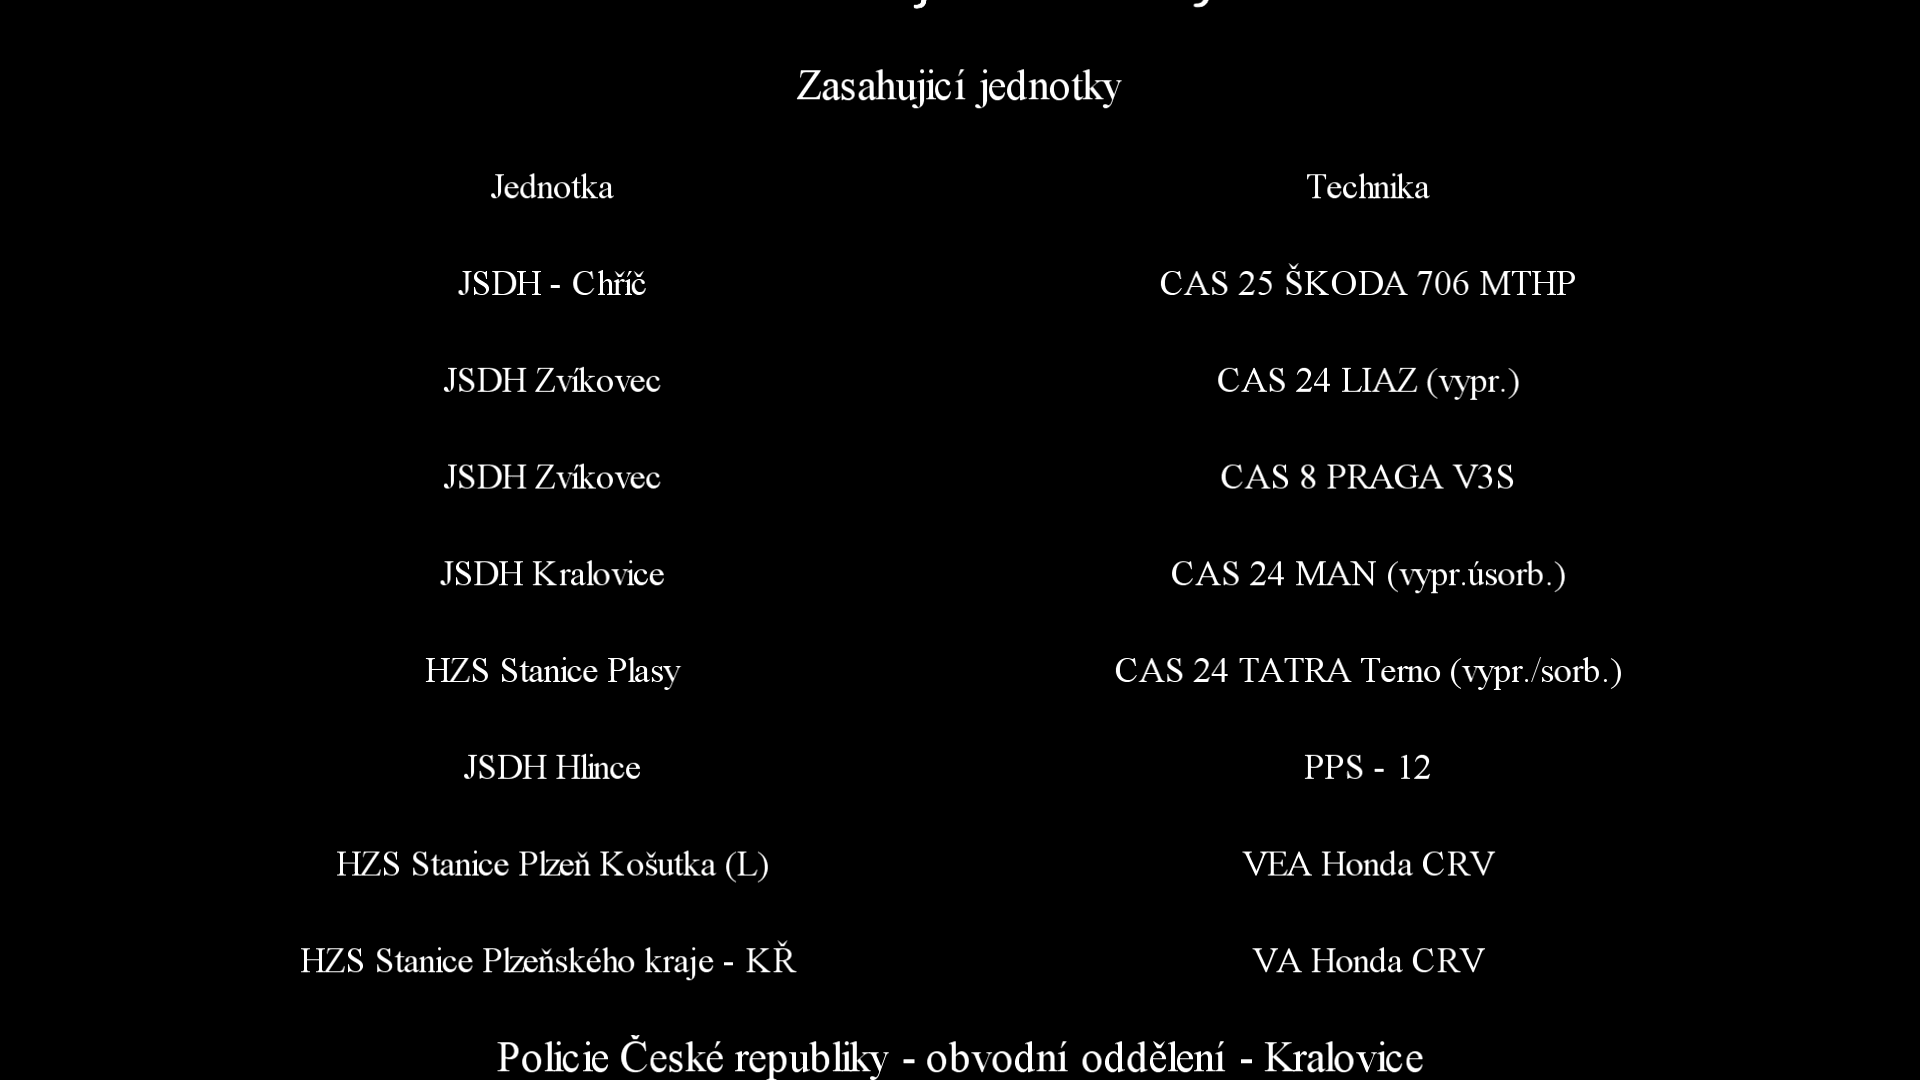 Zasahujicí jednotky
Jednotka Technika
JSDH - Chříč CAS 25 ŠKODA 706 MTHP
JSDH Zvíkovec CAS 24 LIAZ (vypr.)
JSDH Zvíkovec CAS 8 PRAGA V3S
JSDH Kralovice CAS 24 MAN (vypr.úsorb.)
HZS Stanice Plasy CAS 24 TATRA Terno (vypr./sorb.)
JSDH Hlince PPS - 12
HZS Stanice Plzeň Košutka (L) VEA Honda CRV
HZS Stanice Plzeňského kraje - KŘ VA Honda CRV
Policie České republiky - obvodní oddělení - Kralovice